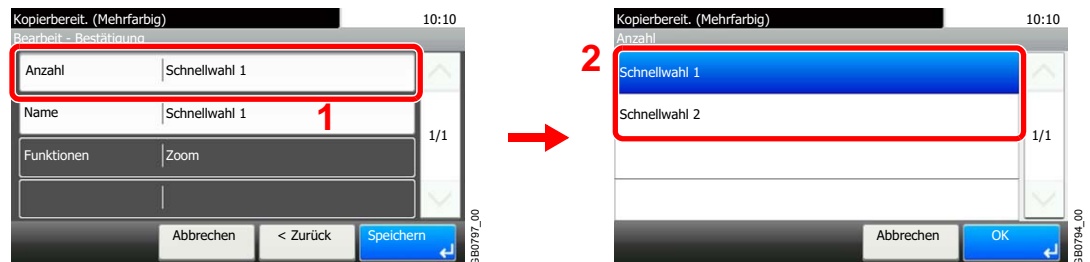 Kopierbereit. (Mehrfarbig) 10:10
Bearbeit - Bestätigung
Anzahl Schnellwahl 1
Name Schnellwahl 1
1
1/1
Funktionen Zoom
Abbrechen < Zurück Speichern
GB0797_00
Kopierbereit. (Mehrfarbig) 10:10
Anzahl
2
Schnellwahl 1
Schnellwahl 2
1/1
Abbrechen OK
GB0794_00